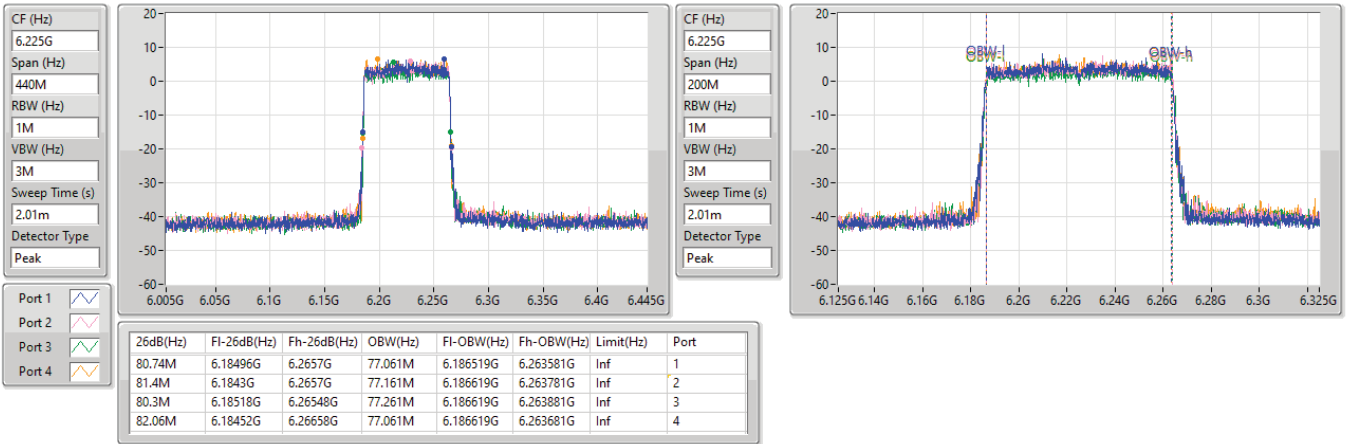 CF (Hz)
6.225G
Span (Hz)
440M
RBW (Hz)
1M
VBW (Hz)
3M
Sweep Time (s)
2.01m
Detector Type
Peak
20
10
0
-10
-20
-30
-40
-50
-60
6.005G 6.05G 6.1G 6.15G 6.2G 6.25G 6.3G 6.35G 6.4G 6.445G
CF (Hz)
6.225G
Span (Hz)
200M
RBW (Hz)
1M
VBW (Hz)
3M
Sweep Time (s)
2.01m
Detector Type
Peak
20
10
0
-10
-20
-30
-40
-50
-60
OBW-l OBW-h
6.125G 6.14G 6.16G 6.18G 6.2G 6.22G 6.24G 6.26G 6.28G 6.3G 6.325G
Port 1
Port 2
Port 3
Port 4
26dB(Hz) Fl-26dB(Hz) Fh-26dB(Hz) OBW(Hz) Fl-OBW(Hz) Fh-OBW(Hz) Limit(Hz) Port
80.74M 6.18496G 6.2657G 77.061M 6.186519G 6.263581G Inf 1
81.4M 6.1843G 6.2657G 77.161M 6.186619G 6.263781G Inf 2
80.3M 6.18518G 6.26548G 77.261M 6.186619G 6.263881G Inf 3
82.06M 6.18452G 6.26658G 77.061M 6.186619G 6.263681G Inf 4